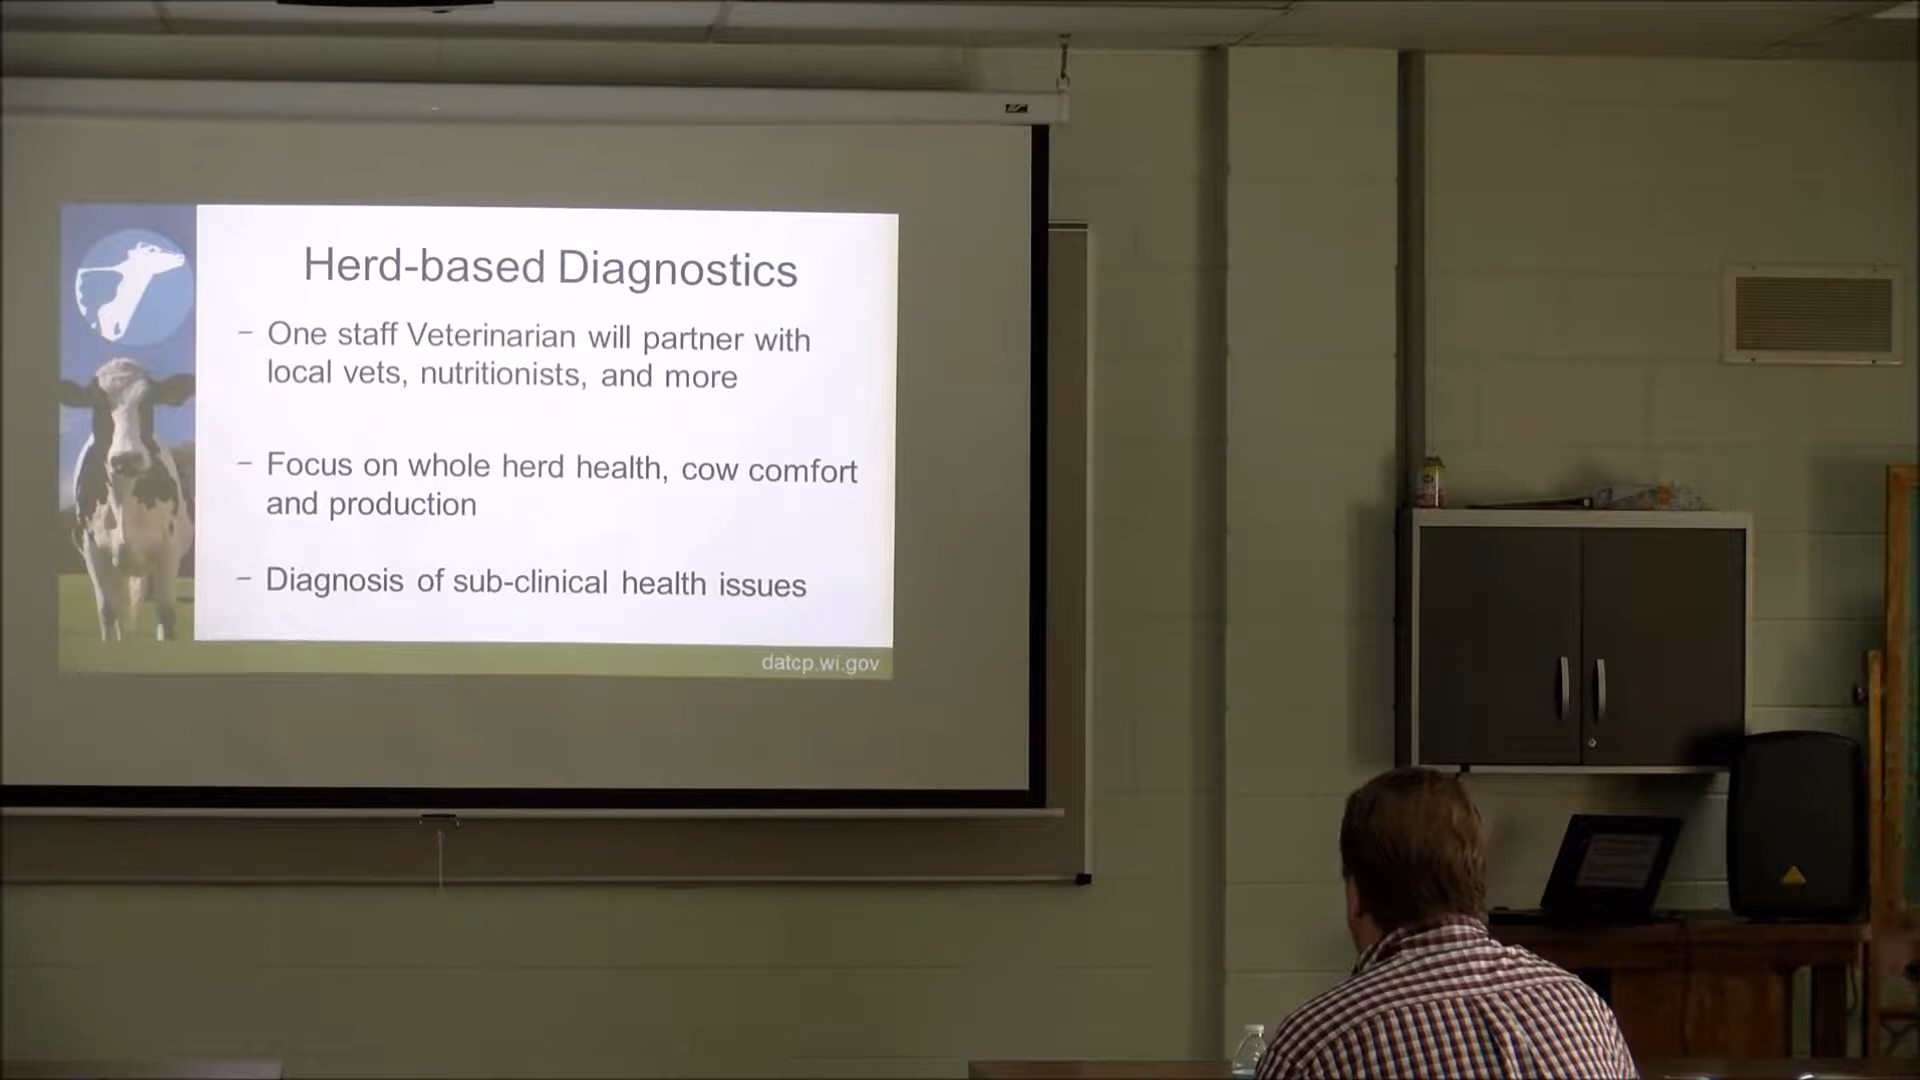 Herd-based Diagnostics
– One staff Veterinarian will partner with
local vets, nutritionists, and more
– Focus on whole herd health, cow comfort
and production
– Diagnosis of sub-clinical health issues
datcp.wi.gov